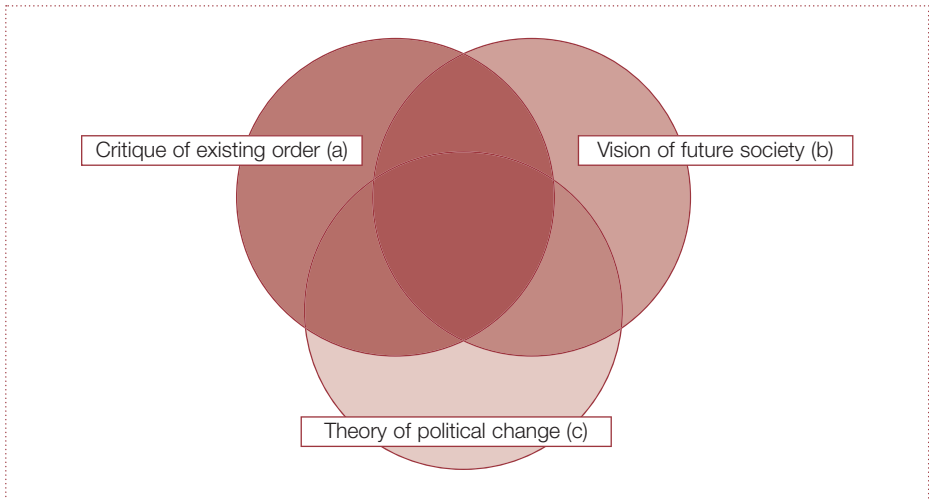 Critique of existing order (a)
Vision of future society (b)
Theory of political change (c)